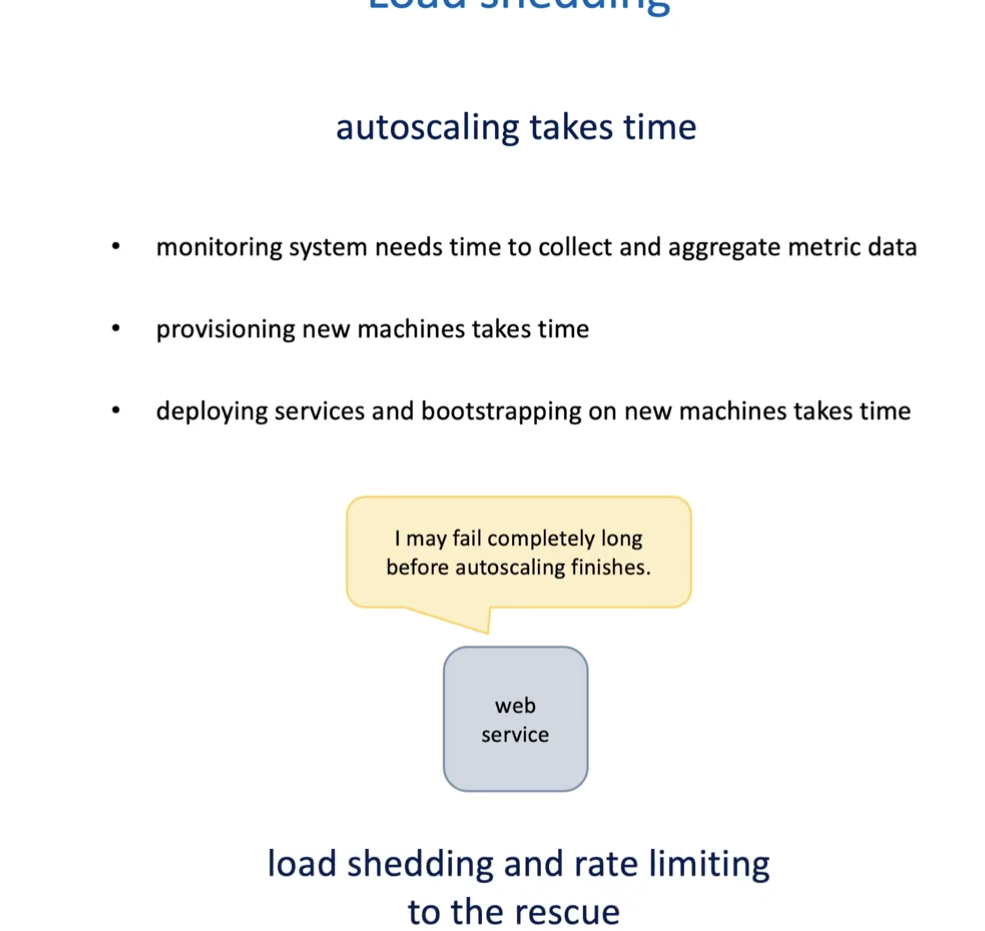 Load shedding
autoscaling takes time
• monitoring system needs time to collect and aggregate metric data
• provisioning new machines takes time
• deploying services and bootstrapping on new machines takes time
I may fail completely long
before autoscaling finishes.
web
service
load shedding and rate limiting
to the rescue